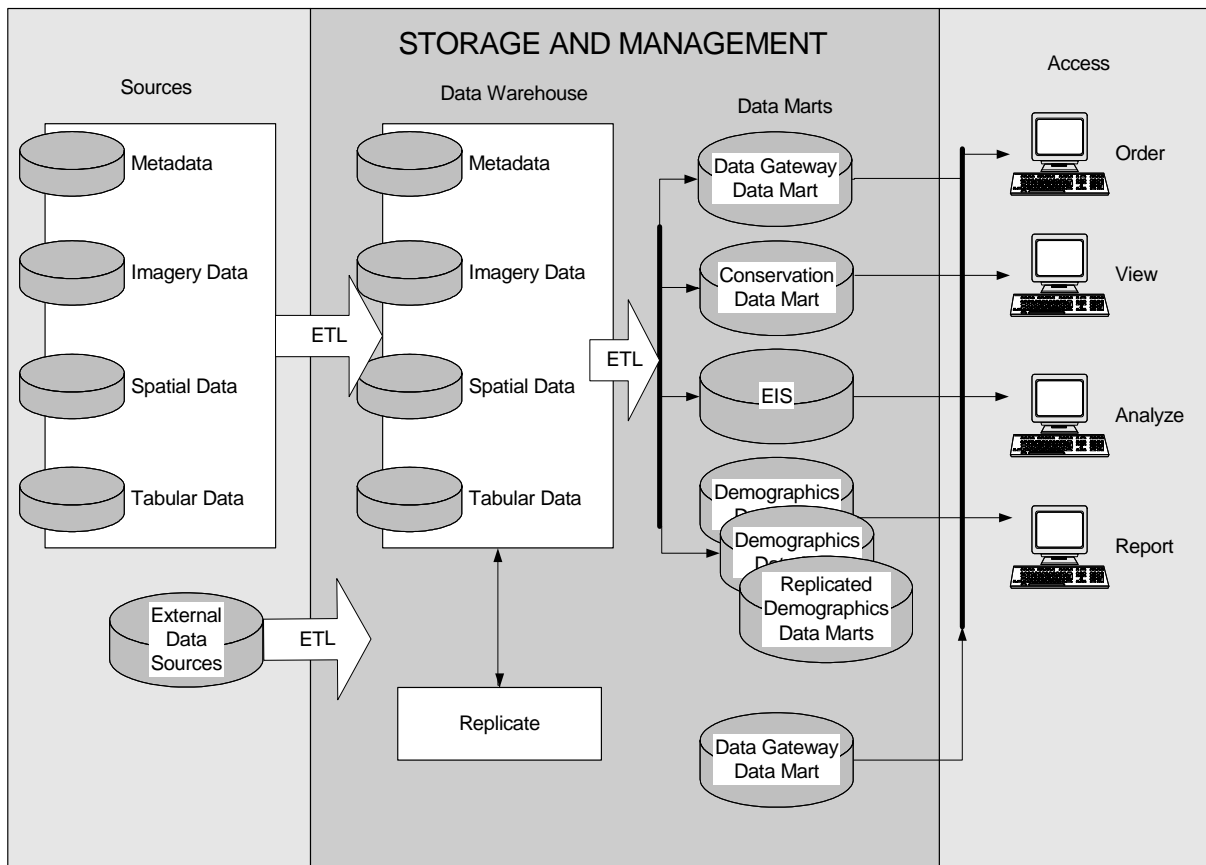 STORAGE AND MANAGEMENT
Sources
Data Warehouse
Data Marts
Access
Metadata
Imagery Data
Spatial Data
Tabular Data
External
Data
Sources
ETL
ETL
Metadata
Imagery Data
Spatial Data
Tabular Data
Replicate
ETL
Data Gateway
Data Mart
Conservation
Data Mart
EIS
Demographics
Demographics
Replicated
Demographics
Data Marts
Data Gateway
Data Mart
Order
View
Analyze
Report